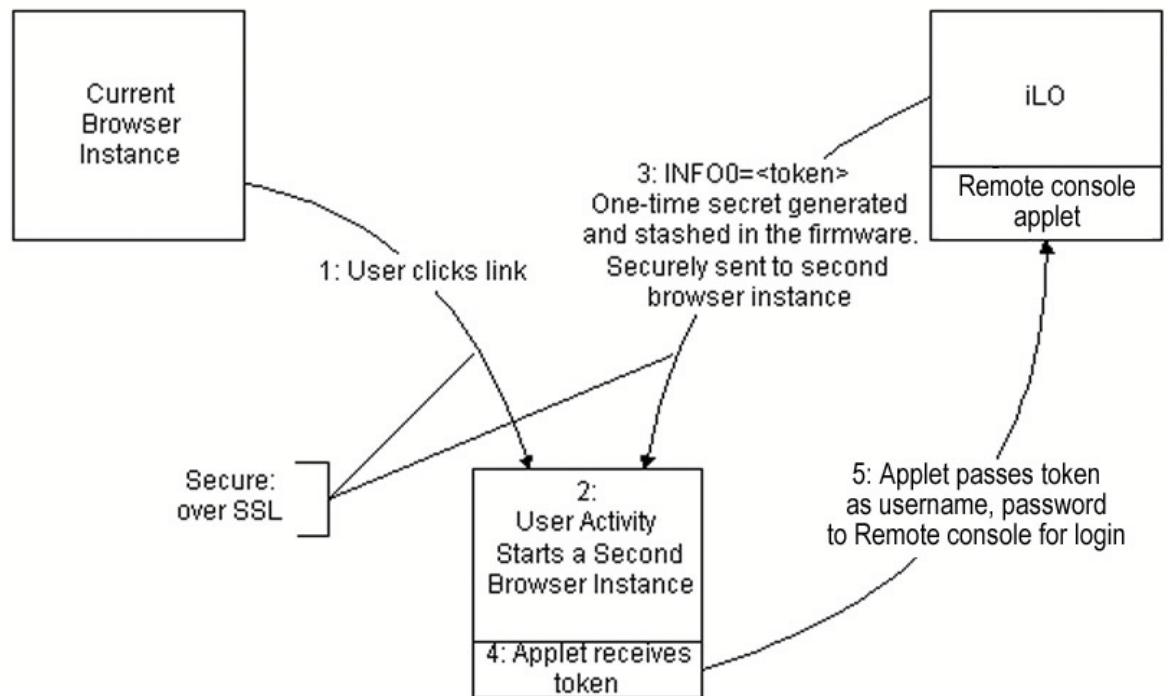 Current
Browser
Instance
iLO
Remote console
applet
3: INFO0=<token>
One-time secret generated
and stashed in the firmware.
Securely sent to second
browser instance
1: User clicks link
Secure:
over SSL
2:
User Activity
Starts a Second
Browser Instance
4: Applet receives
token
5: Applet passes token
as username, password
to Remote console for login